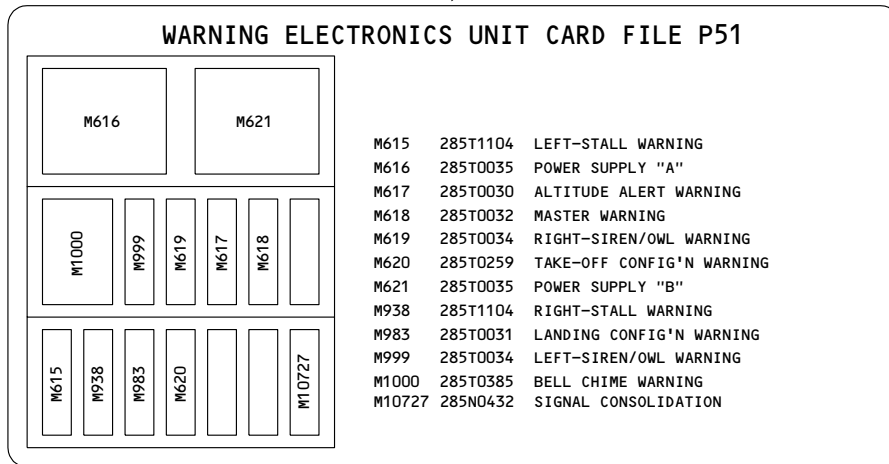 WARNING ELECTRONICS UNIT CARD FILE P51
M616 M621
M1000 M999 M619 M617 M618
M615 M938 M983 M620 M10727
M615 285T1104 LEFT-STALL WARNING
M616 285T0035 POWER SUPPLY "A"
M617 285T0030 ALTITUDE ALERT WARNING
M618 285T0032 MASTER WARNING
M619 285T0034 RIGHT-SIREN/OWL WARNING
M620 285T0259 TAKE-OFF CONFIG'N WARNING
M621 285T0035 POWER SUPPLY "B"
M938 285T1104 RIGHT-STALL WARNING
M983 285T0031 LANDING CONFIG'N WARNING
M999 285T0034 LEFT-SIREN/OWL WARNING
M1000 285T0385 BELL CHIME WARNING
M10727 285N0432 SIGNAL CONSOLIDATION